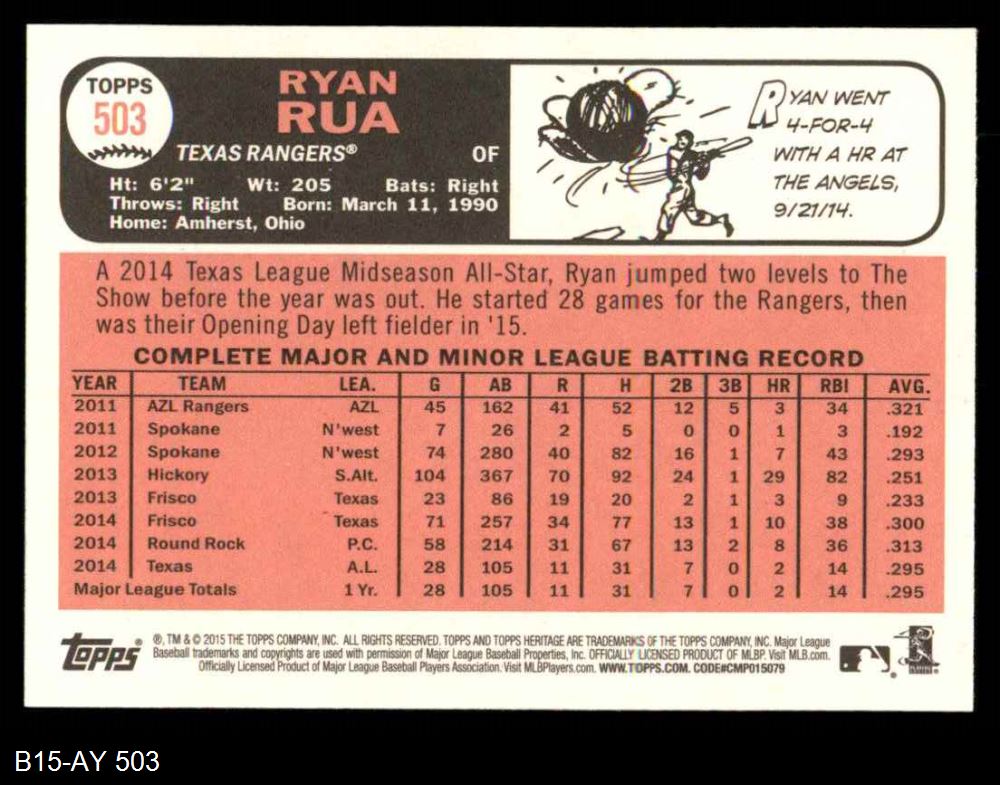 TOPPS
503
RYAN
RUA
TEXAS RANGERS® OF
Ht: 6'2" Wt: 205 Bats: Right
Throws: Right Born: March 11, 1990
Home: Amherst, Ohio
RYAN WENT
4-FOR-4
WITH A HR AT
THE ANGELS,
9/21/14.
A 2014 Texas League Midseason All-Star, Ryan jumped two levels to The
Show before the year was out. He started 28 games for the Rangers, then
was their Opening Day left fielder in '15.
COMPLETE MAJOR AND MINOR LEAGUE BATTING RECORD
YEAR TEAM LEA. G AB R H 2B 3B HR RBI AVG.
2011 AZL Rangers AZL 45 162 41 52 12 5 3 34 .321
2011 Spokane N'west 7 26 2 5 0 0 1 3 .192
2012 Spokane N'west 74 280 40 82 16 1 7 43 .293
2013 Hickory S.Alt. 104 367 70 92 24 1 29 82 .251
2013 Frisco Texas 23 86 19 20 2 1 3 9 .233
2014 Frisco Texas 71 257 34 77 13 1 10 38 .300
2014 Round Rock P.C. 58 214 31 67 13 2 8 36 .313
2014 Texas A.L. 28 105 11 31 7 0 2 14 .295
Major League Totals 1 Yr. 28 105 11 31 7 0 2 14 .295
topps®
®, TM & © 2015 THE TOPPS COMPANY, INC. ALL RIGHTS RESERVED. TOPPS AND TOPPS HERITAGE ARE TRADEMARKS OF THE TOPPS COMPANY, INC. Major League
Baseball trademarks and copyrights are used with permission of Major League Baseball Properties, Inc. OFFICIALLY LICENSED PRODUCT OF MLBP. Visit MLB.com.
Officially Licensed Product of Major League Baseball Players Association. Visit MLBPlayers.com. WWW.TOPPS.COM. CODE#CMP015079
B15-AY 503